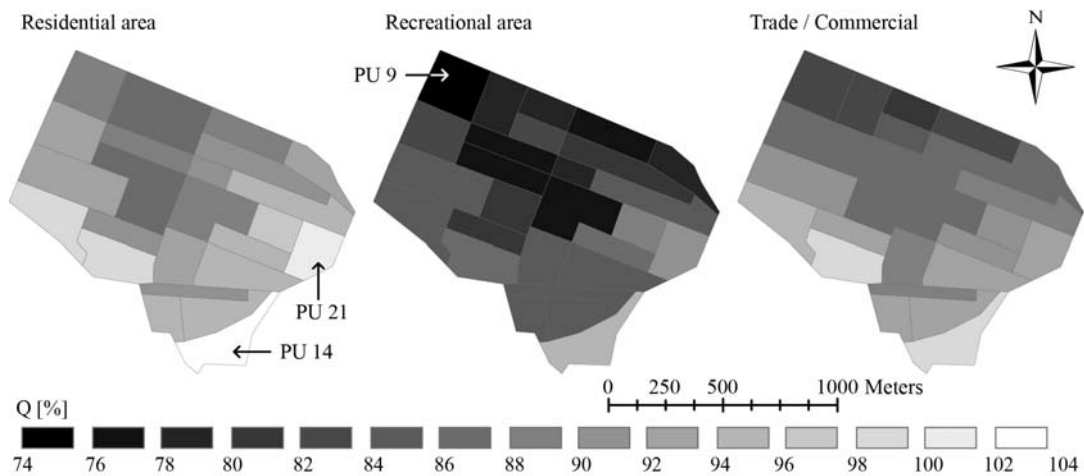 Residential area
Recreational area
Trade / Commercial
N
PU 9
PU 21
PU 14
0 250 500 1000 Meters
Q [%]
74 76 78 80 82 84 86 88 90 92 94 96 98 100 102 104